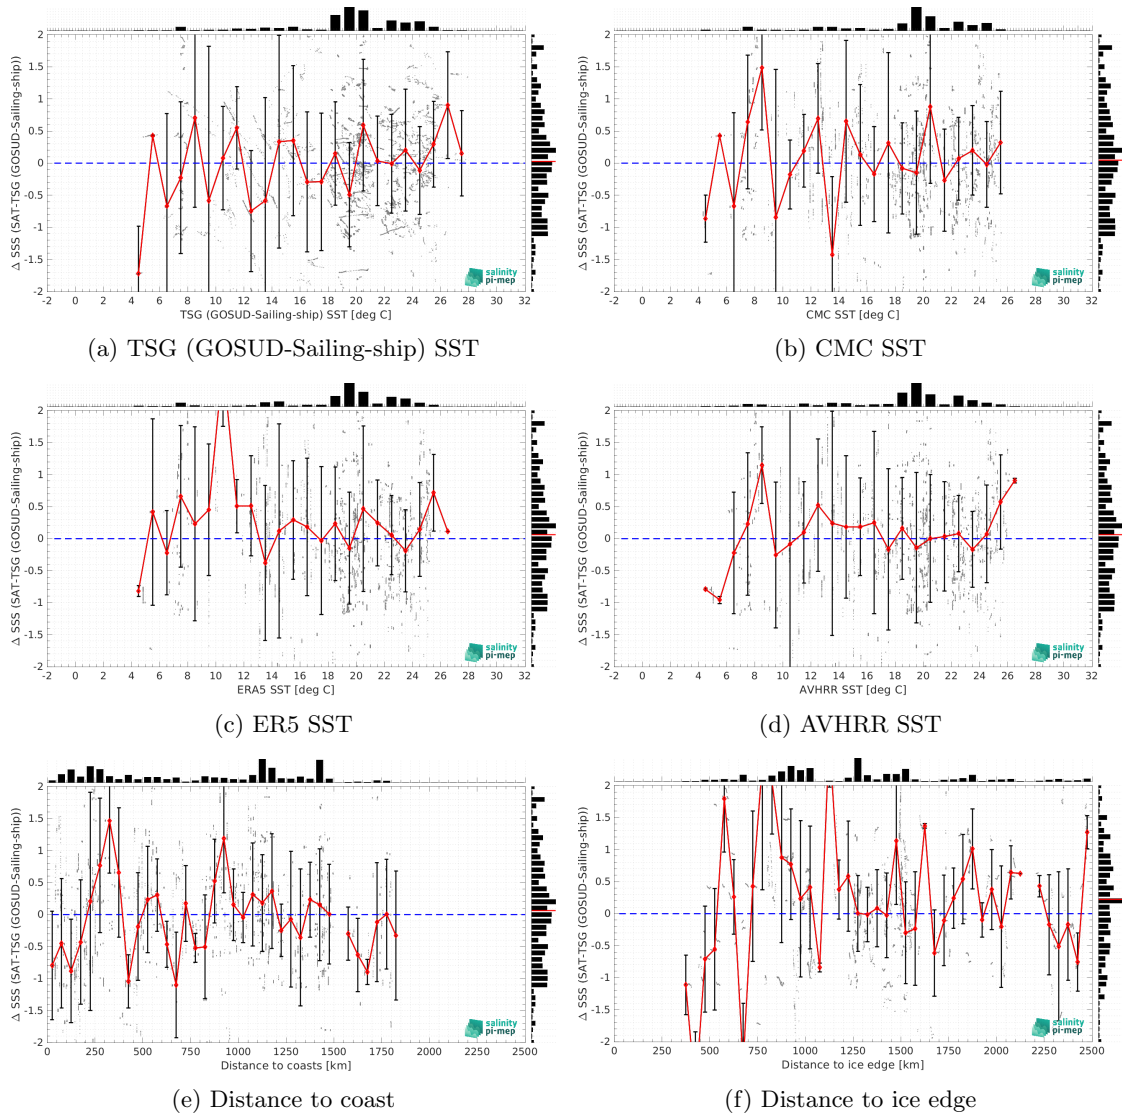 Δ SSS (SAT-TSG (GOSUD-Sailing-ship))
2
1.5
1
0.5
0
-0.5
-1
-1.5
-2
-2 0 2 4 6 8 10 12 14 16 18 20 22 24 26 28 30 32
TSG (GOSUD-Sailing-ship) SST [deg C]
salinity
pi-mep
(a) TSG (GOSUD-Sailing-ship) SST
Δ SSS (SAT-TSG (GOSUD-Sailing-ship))
2
1.5
1
0.5
0
-0.5
-1
-1.5
-2
-2 0 2 4 6 8 10 12 14 16 18 20 22 24 26 28 30 32
CMC SST [deg C]
salinity
pi-mep
(b) CMC SST
Δ SSS (SAT-TSG (GOSUD-Sailing-ship))
2
1.5
1
0.5
0
-0.5
-1
-1.5
-2
-2 0 2 4 6 8 10 12 14 16 18 20 22 24 26 28 30 32
ERA5 SST [deg C]
salinity
pi-mep
(c) ER5 SST
Δ SSS (SAT-TSG (GOSUD-Sailing-ship))
2
1.5
1
0.5
0
-0.5
-1
-1.5
-2
-2 0 2 4 6 8 10 12 14 16 18 20 22 24 26 28 30 32
AVHRR SST [deg C]
salinity
pi-mep
(d) AVHRR SST
Δ SSS (SAT-TSG (GOSUD-Sailing-ship))
2
1.5
1
0.5
0
-0.5
-1
-1.5
-2
0 250 500 750 1000 1250 1500 1750 2000 2250 2500
Distance to coasts [km]
salinity
pi-mep
(e) Distance to coast
Δ SSS (SAT-TSG (GOSUD-Sailing-ship))
2
1.5
1
0.5
0
-0.5
-1
-1.5
-2
0 250 500 750 1000 1250 1500 1750 2000 2250 2500
Distance to ice edge [km]
salinity
pi-mep
(f) Distance to ice edge